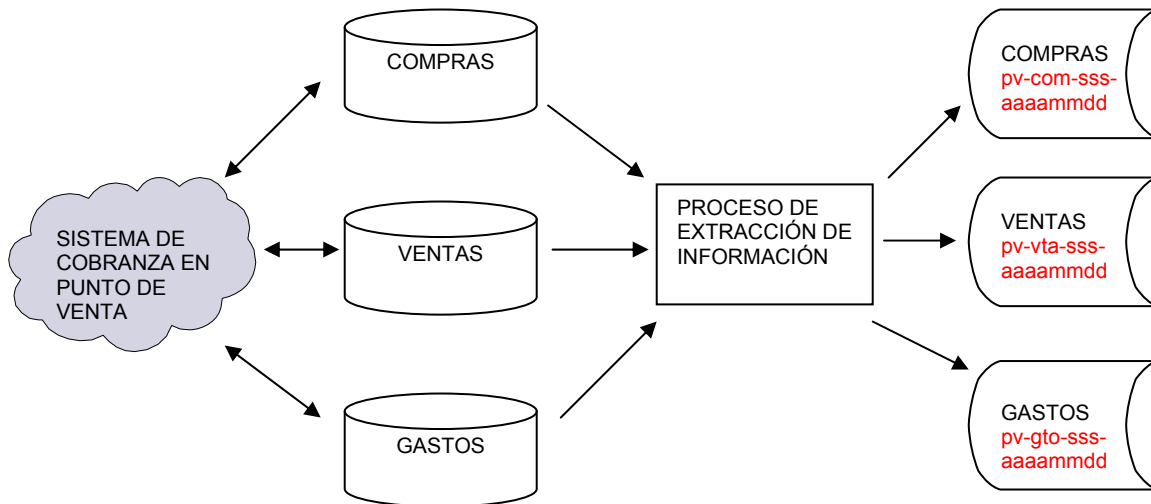 COMPRAS
VENTAS
GASTOS
SISTEMA DE
COBRANZA EN
PUNTO DE
VENTA
PROCESO DE
EXTRACCIÓN DE
INFORMACIÓN
COMPRAS
pv-com-sss-
aaaammdd
VENTAS
pv-vta-sss-
aaaammdd
GASTOS
pv-gto-sss-
aaaammdd